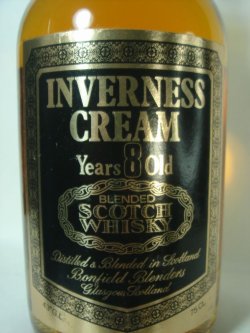 INVERNESS
CREAM
Years 8 Old
BLENDED
SCOTCH
WHISKY
Distilled & Blended in Scotland
Bonfield Blenders
Glasgow Scotland
75 CL.